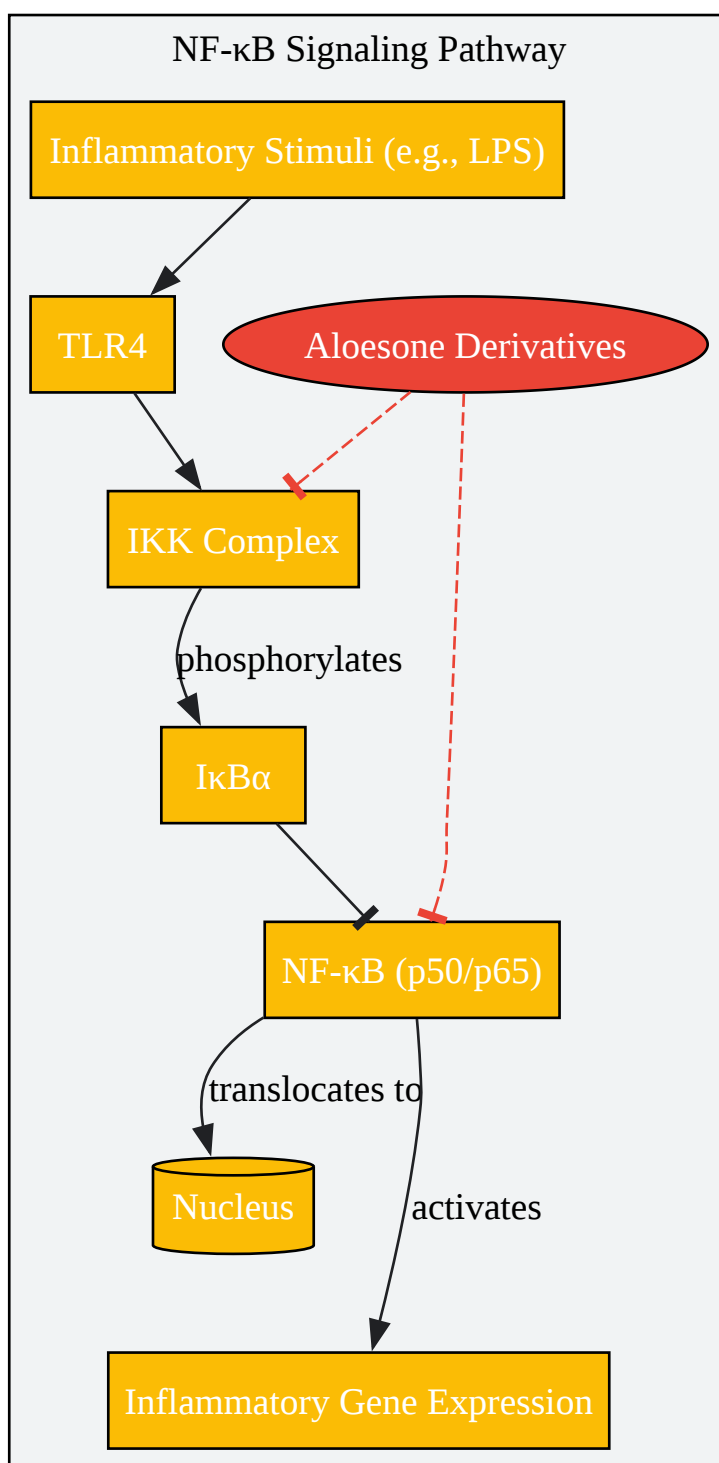 NF-κB Signaling Pathway
Inflammatory Stimuli (e.g., LPS)
TLR4
Aloesone Derivatives
IKK Complex
phosphorylates
IκBα
NF-κB (p50/p65)
translocates to
Nucleus
activates
Inflammatory Gene Expression